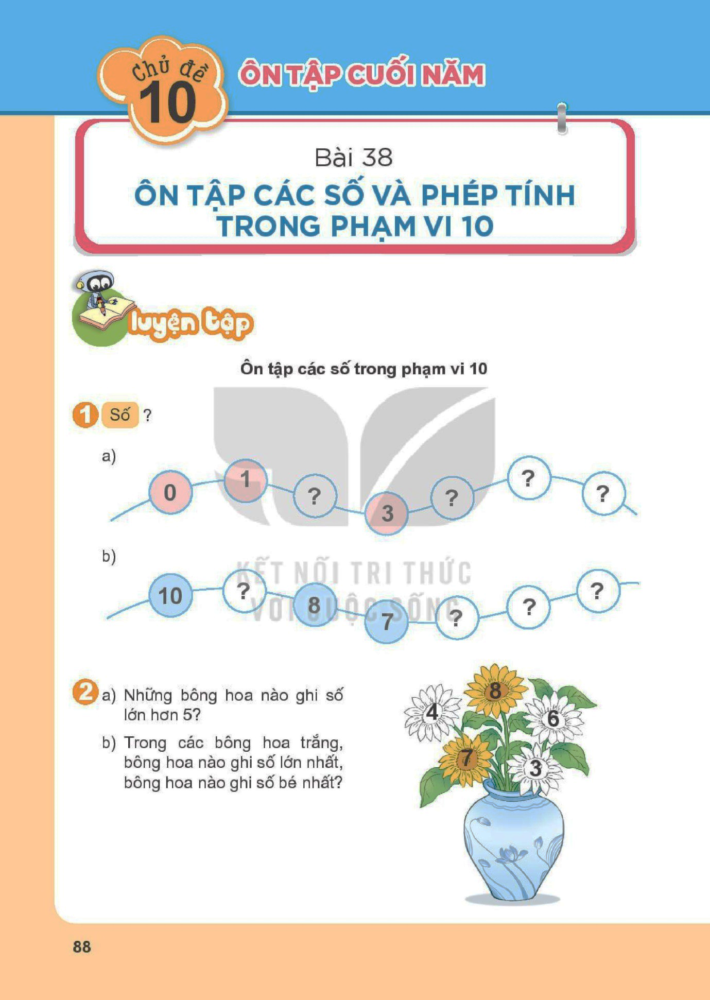 Chủ đề
10
ÔN TẬP CUỐI NĂM
Bài 38
ÔN TẬP CÁC SỐ VÀ PHÉP TÍNH
TRONG PHẠM VI 10
luyện tập
Ôn tập các số trong phạm vi 10
1 Số ?
a)
0 1 ? 3 ? ? ?
b)
KẾT NỐI TRI THỨC
VỚI CUỘC SỐNG
10 ? 8 7 ? ? ?
2 a) Những bông hoa nào ghi số
lớn hơn 5?
b) Trong các bông hoa trắng,
bông hoa nào ghi số lớn nhất,
bông hoa nào ghi số bé nhất?
8
4
6
7
3
88